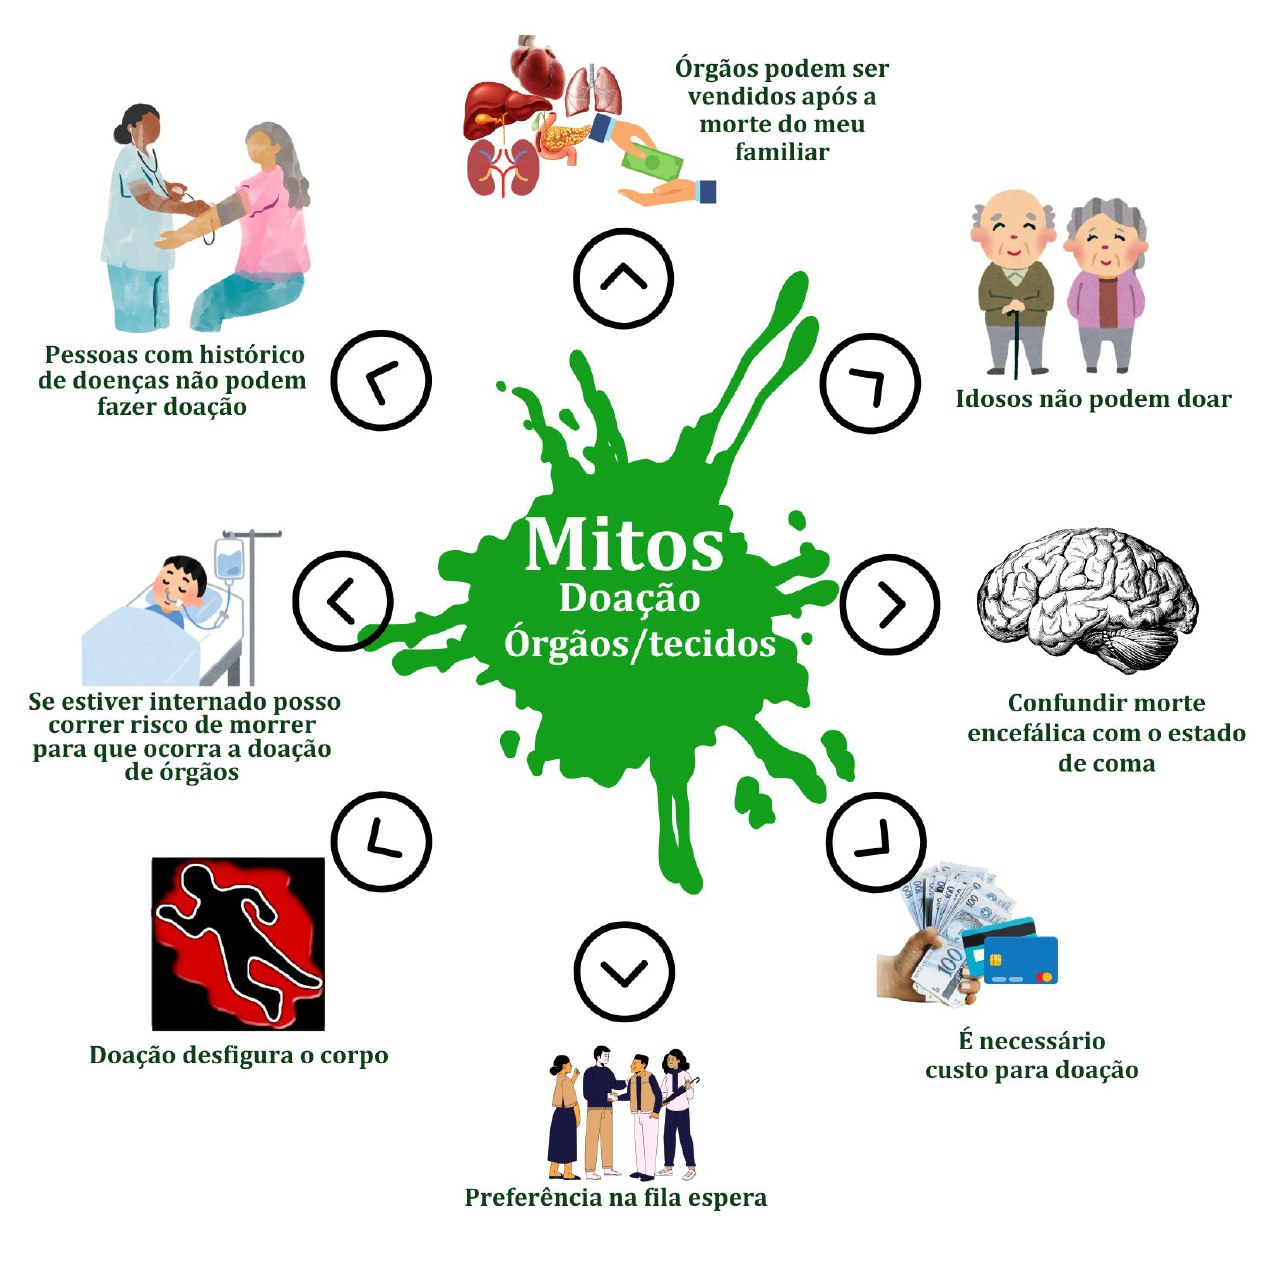 Órgãos podem ser
vendidos após a
morte do meu
familiar
Pessoas com histórico
de doenças não podem
fazer doação
Idosos não podem doar
Mitos
Doação
Órgãos/tecidos
Se estiver internado posso
correr risco de morrer
para que ocorra a doação
de órgãos
Confundir morte
encefálica com o estado
de coma
Doação desfigura o corpo
100
100
100
É necessário
custo para doação
Preferência na fila espera